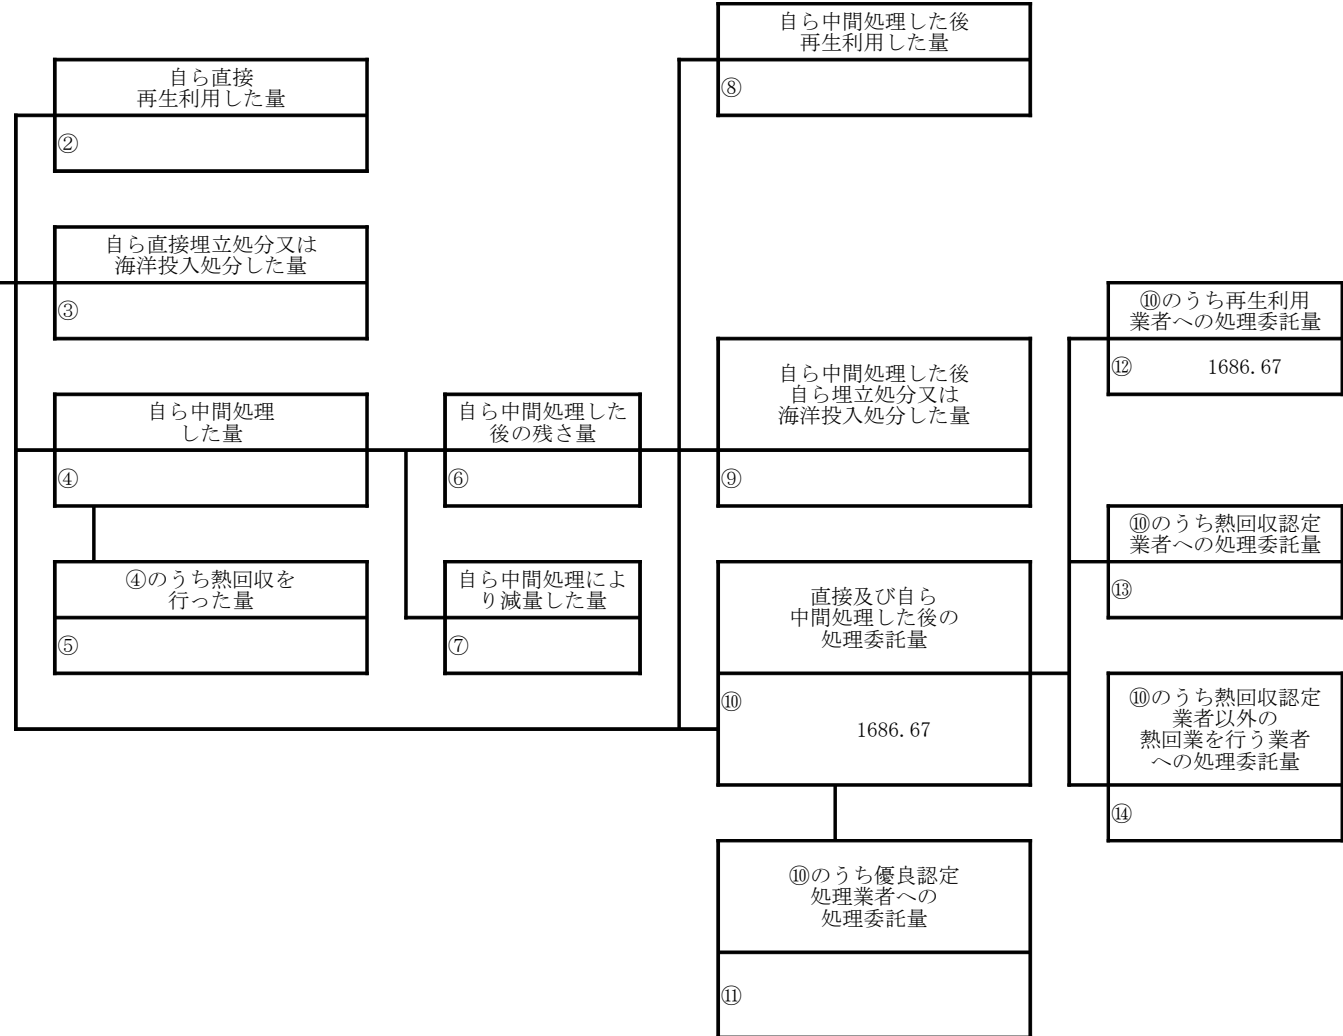 自ら中間処理した後
再生利用した量
⑧
自ら直接
再生利用した量
②
自ら直接埋立処分又は
海洋投入処分した量
③
⑩のうち再生利用
業者への処理委託量
⑫ 1686.67
自ら中間処理した後
自ら埋立処分又は
海洋投入処分した量
⑨
自ら中間処理
した量
④
自ら中間処理した
後の残さ量
⑥
⑩のうち熱回収認定
業者への処理委託量
⑬
④のうち熱回収を
行った量
⑤
自ら中間処理によ
り減量した量
⑦
直接及び自ら
中間処理した後の
処理委託量
⑩
1686.67
⑩のうち熱回収認定
業者以外の
熱回業を行う業者
への処理委託量
⑭
⑩のうち優良認定
処理業者への
処理委託量
⑪